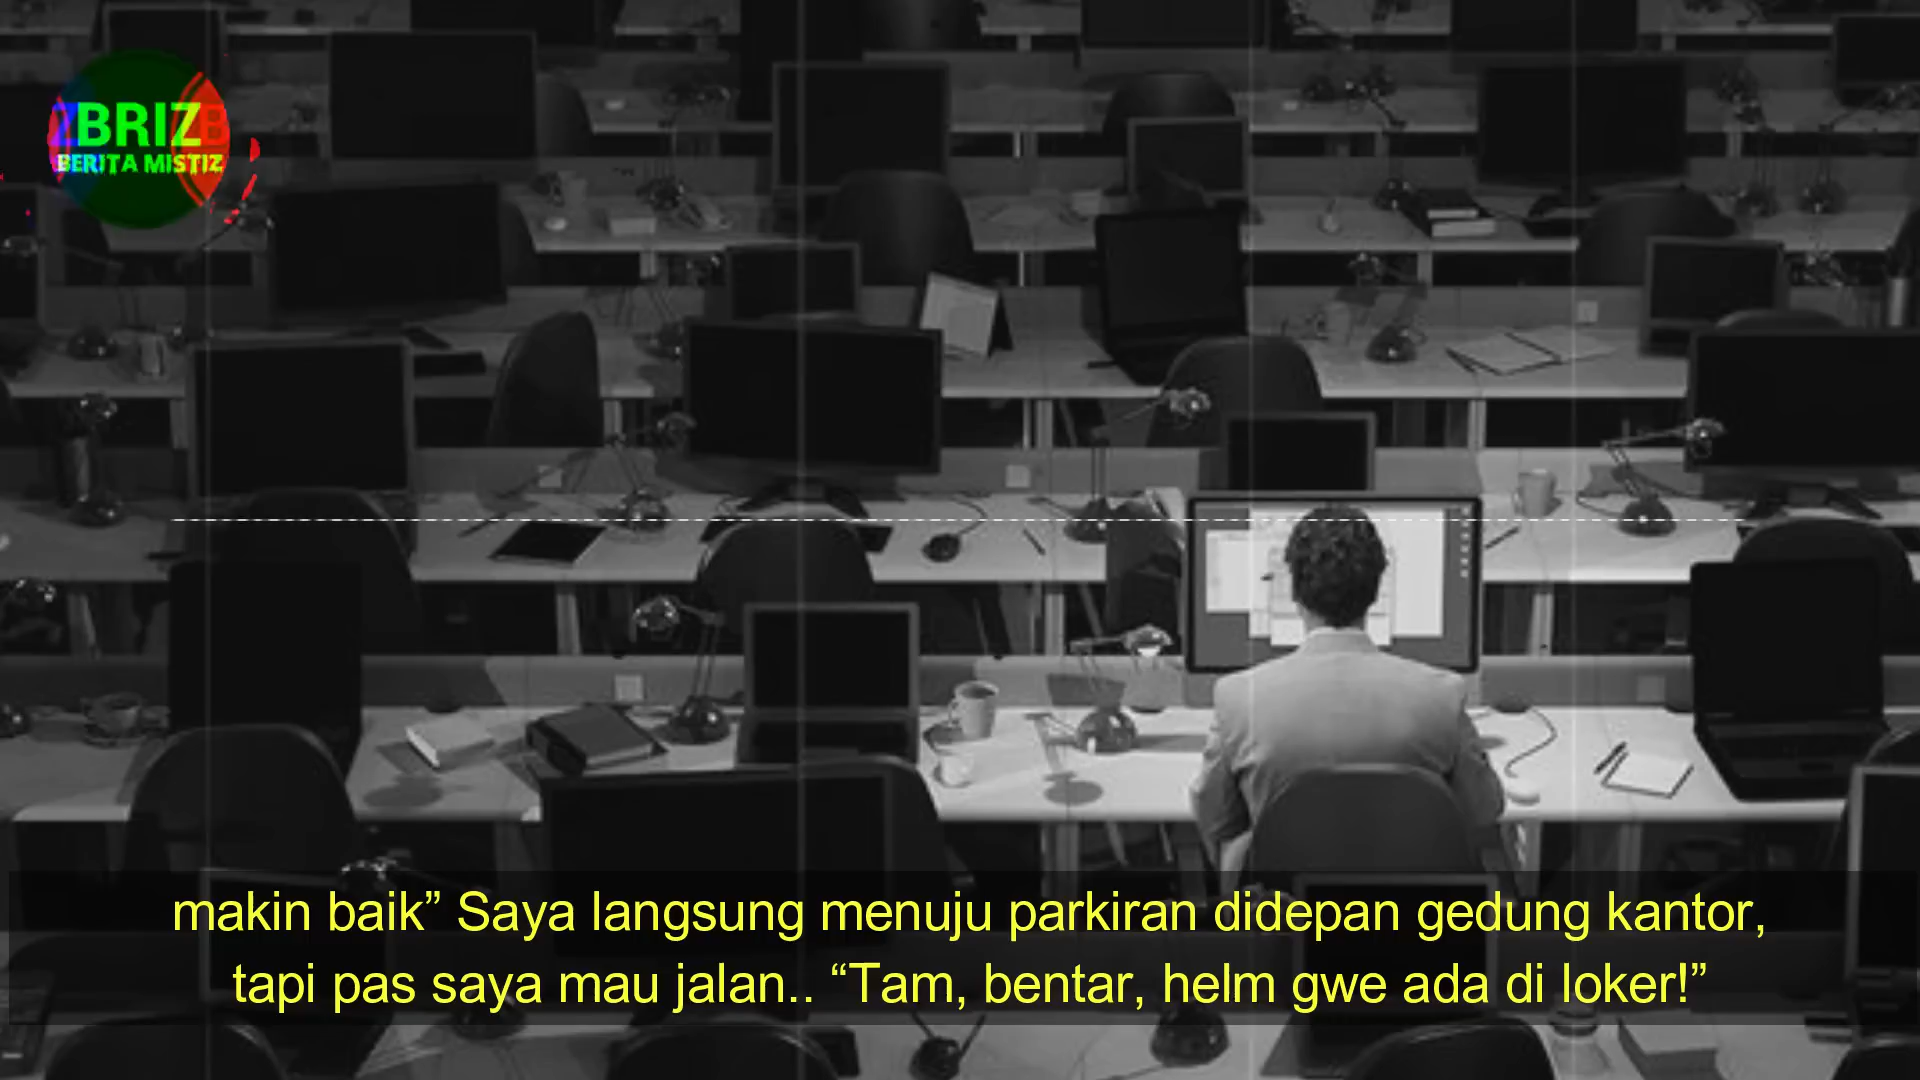 ZBRIZ
BERITA MISTIZ
makin baik” Saya langsung menuju parkiran didepan gedung kantor,
tapi pas saya mau jalan.. “Tam, bentar, helm gwe ada di loker!”